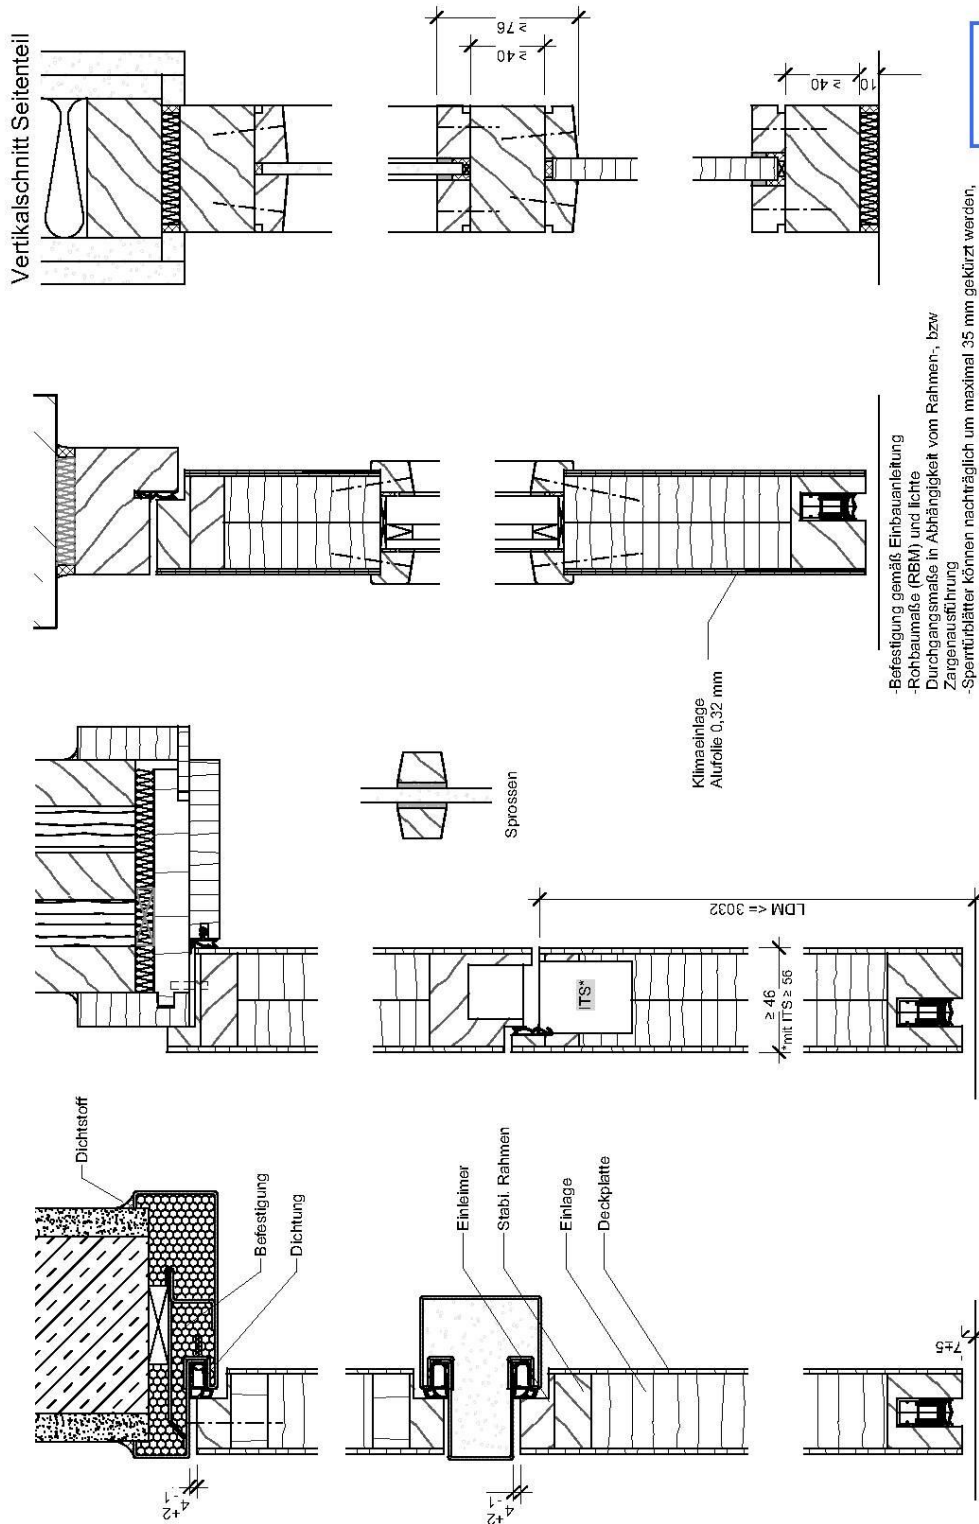 Vertikalschnitt Seitenteil
≥ 76
≥ 40
≥ 40
10
Klimaeinlage
Alufolie 0,32 mm
-Befestigung gemäß Einbauanleitung
-Rohbaumaße (RBM) und lichte
Durchgangsmaße in Abhängigkeit vom Rahmen-, bzw
Zargenausführung
-Sperrtürblätter können nachträglich um maximal 35 mm gekürzt werden,
Sprossen
LDM <= 3032
ITS*
≥ 46
*mit ITS ≥ 56
Dichtstoff
Befestigung
Dichtung
Einleimer
Stabi. Rahmen
Einlage
Deckplatte
4 +2 -1
4 +2 -1
7±5